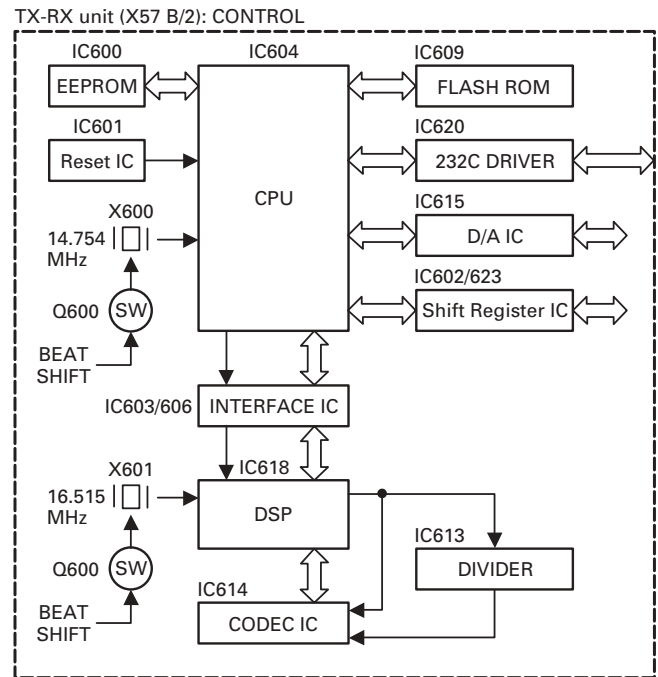 TX-RX unit (X57 B/2): CONTROL
IC600
IC604
IC609
EEPROM
FLASH ROM
IC601
IC620
Reset IC
232C DRIVER
CPU
X600
IC615
14.754
MHz
D/A IC
IC602/623
Q600
SW
Shift Register IC
BEAT
SHIFT
IC603/606
INTERFACE IC
X601
IC618
16.515
MHz
DSP
IC613
Q600
SW
DIVIDER
IC614
BEAT
SHIFT
CODEC IC